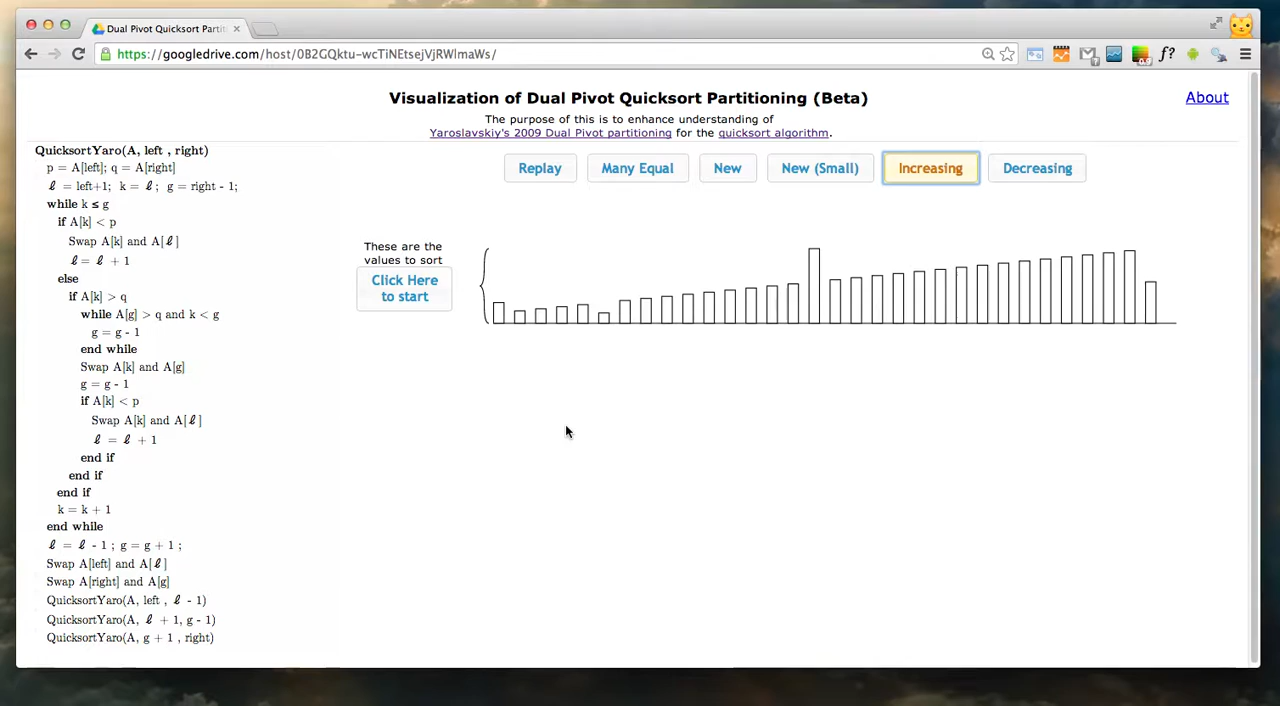 Dual Pivot Quicksort Partiti
https://googledrive.com/host/0B2GQktu-wcTiNEtsejVjRWlmaWs/
Visualization of Dual Pivot Quicksort Partitioning (Beta)
About
The purpose of this is to enhance understanding of
Yaroslavskiy's 2009 Dual Pivot partitioning for the quicksort algorithm.
Replay
Many Equal
New
New (Small)
Increasing
Decreasing
QuicksortYaro(A, left , right)
p = A[left]; q = A[right]
ℓ = left+1; k = ℓ; g = right - 1;
while k ≤ g
if A[k] < p
Swap A[k] and A[ℓ]
ℓ = ℓ + 1
else
if A[k] > q
while A[g] > q and k < g
g = g - 1
end while
Swap A[k] and A[g]
g = g - 1
if A[k] < p
Swap A[k] and A[ℓ]
ℓ = ℓ + 1
end if
end if
end if
k = k + 1
end while
ℓ = ℓ - 1 ; g = g + 1 ;
Swap A[left] and A[ℓ]
Swap A[right] and A[g]
QuicksortYaro(A, left , ℓ - 1)
QuicksortYaro(A, ℓ + 1, g - 1)
QuicksortYaro(A, g + 1 , right)
These are the
values to sort
Click Here
to start